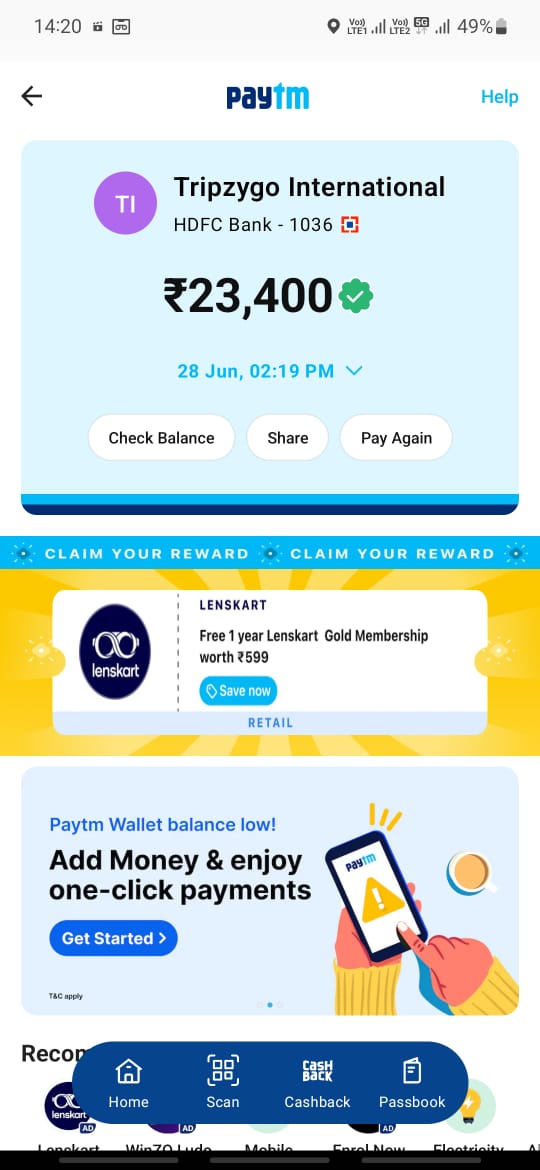 14:20
Vo)) LTE1 Vo)) LTE2 5G 49%
paytm
Help
TI
Tripzygo International
HDFC Bank - 1036
₹23,400
28 Jun, 02:19 PM
Check Balance
Share
Pay Again
CLAIM YOUR REWARD CLAIM YOUR REWARD
LENSKART
Free 1 year Lenskart Gold Membership
worth ₹599
lenskart
Save now
RETAIL
Paytm Wallet balance low!
Add Money & enjoy
one-click payments
paytm
Get Started >
T&C apply
Recom
Home
Scan
CASH
BACK
Cashback
Passbook
lenskart
AD
AD
AD
Lenskart
WinZO Ludo
Mobile
Enrol Now
Electricity